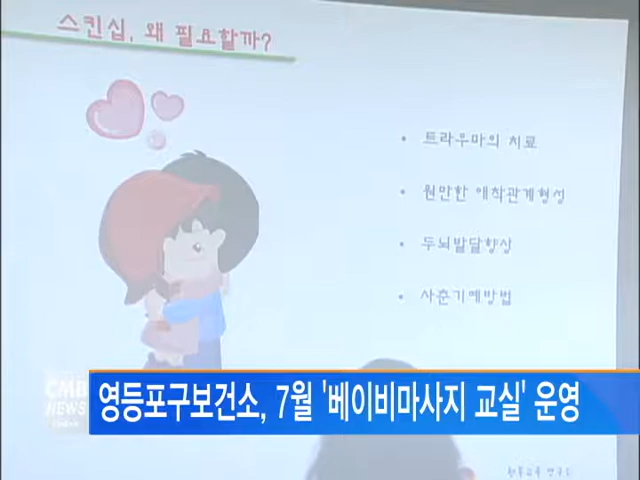 스킨십, 왜 필요할까?
• 트라우마의 치료
• 원만한 애착관계형성
• 두뇌발달향상
• 사춘기예방법
CMB
NEWS
영등포구보건소, 7월 '베이비마사지 교실' 운영